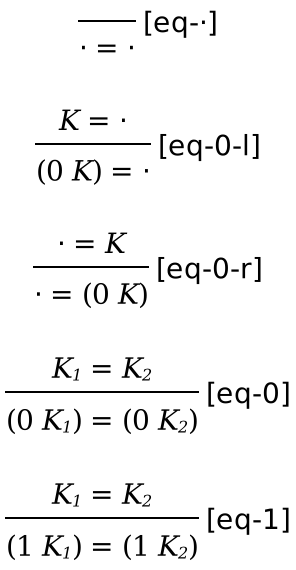 [eq-·]
· = ·
K = ·
[eq-0-l]
(0 K) = ·
· = K
[eq-0-r]
· = (0 K)
K₁ = K₂
[eq-0]
(0 K₁) = (0 K₂)
K₁ = K₂
[eq-1]
(1 K₁) = (1 K₂)